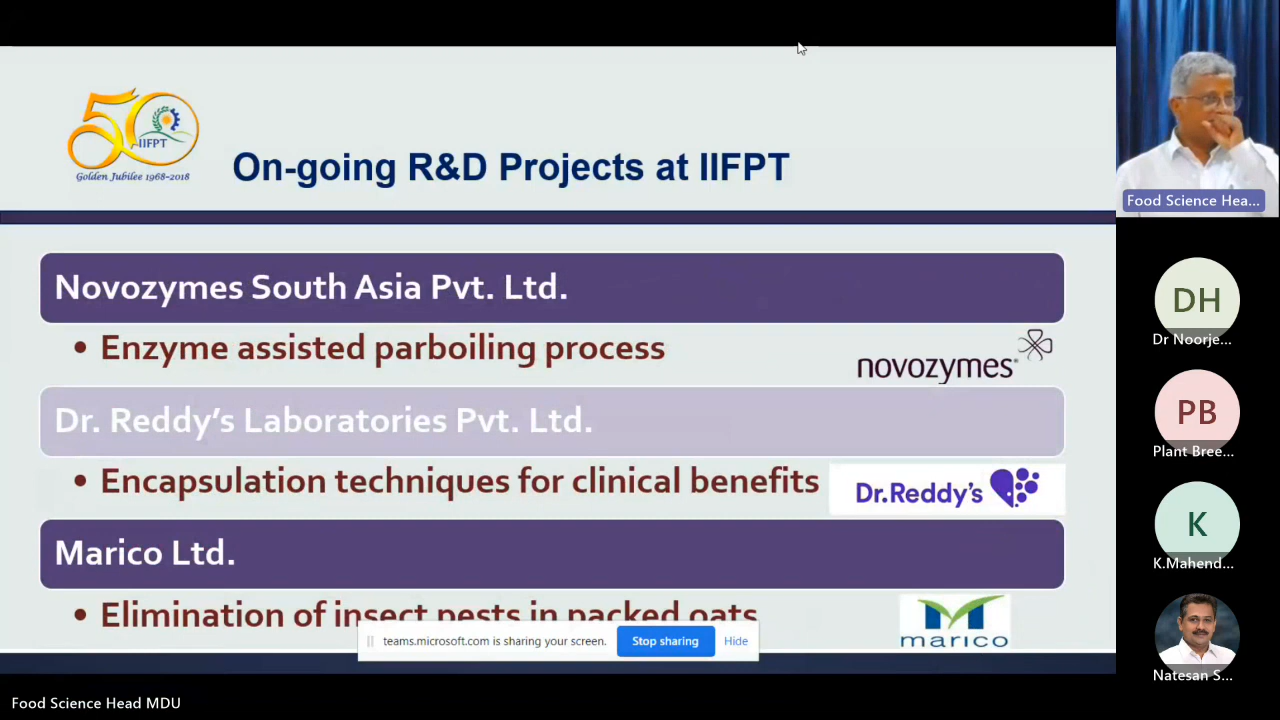 50
IIFPT
Golden Jubilee 1968-2018
On-going R&D Projects at IIFPT
Novozymes South Asia Pvt. Ltd.
• Enzyme assisted parboiling process
novozymes
Dr. Reddy's Laboratories Pvt. Ltd.
• Encapsulation techniques for clinical benefits
Dr.Reddy's
Marico Ltd.
• Elimination of insect pests in packed oats
marico
teams.microsoft.com is sharing your screen.
Stop sharing
Hide
Food Science Hea...
DH
Dr Noorje...
PB
Plant Bree...
K
K.Mahend...
Natesan S...
Food Science Head MDU